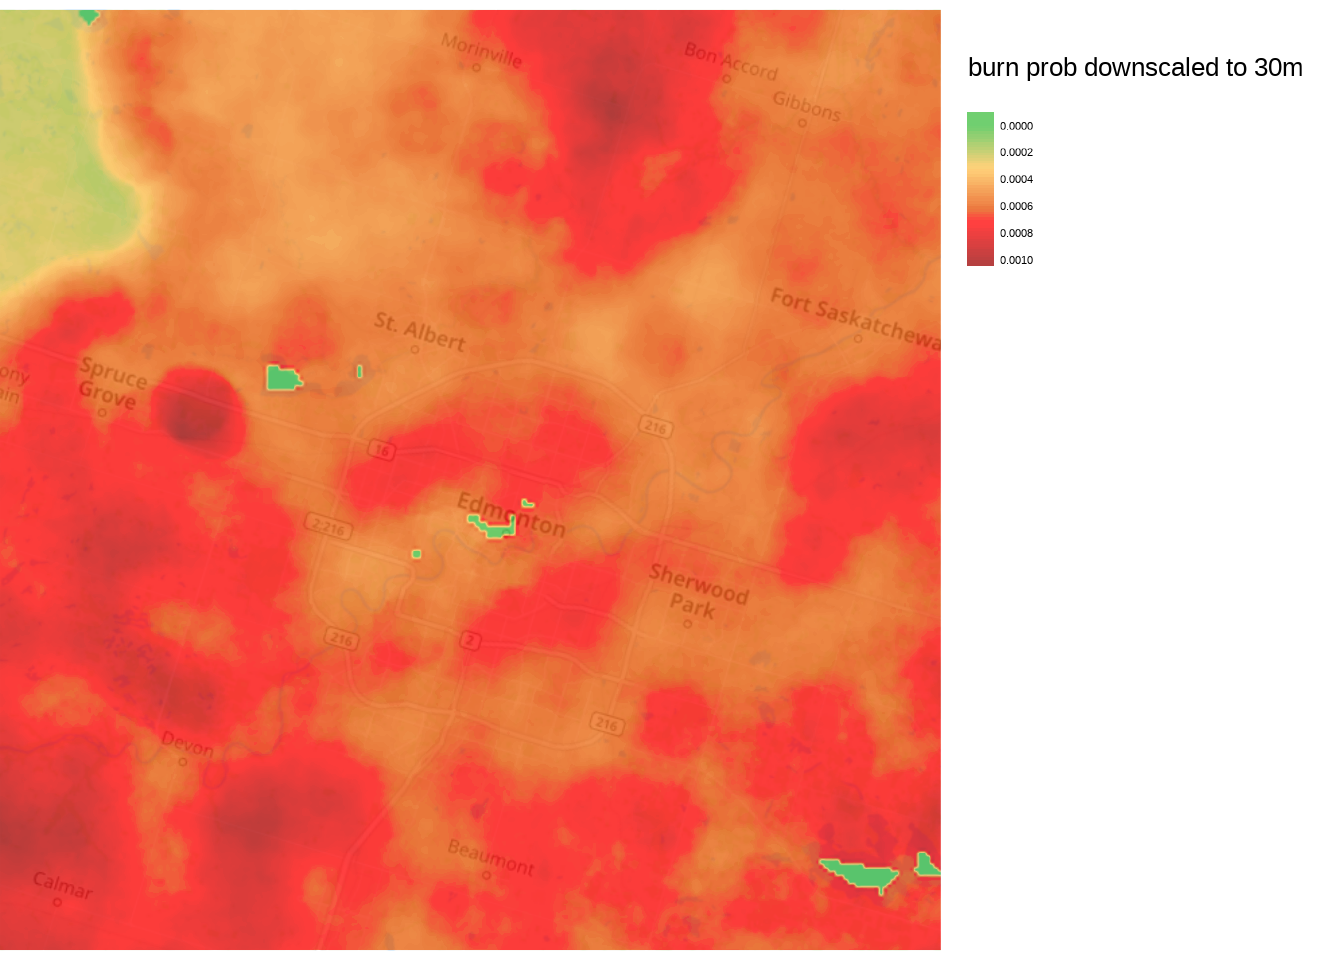 burn prob downscaled to 30m
0.0000
0.0002
0.0004
0.0006
0.0008
0.0010
Morinville
Bon Accord
Gibbons
Fort Saskatchewa
St. Albert
ony
ain
Spruce
Grove
216
16
Edmonton
2;216
Sherwood
Park
216
2
216
Devon
Beaumont
Calmar